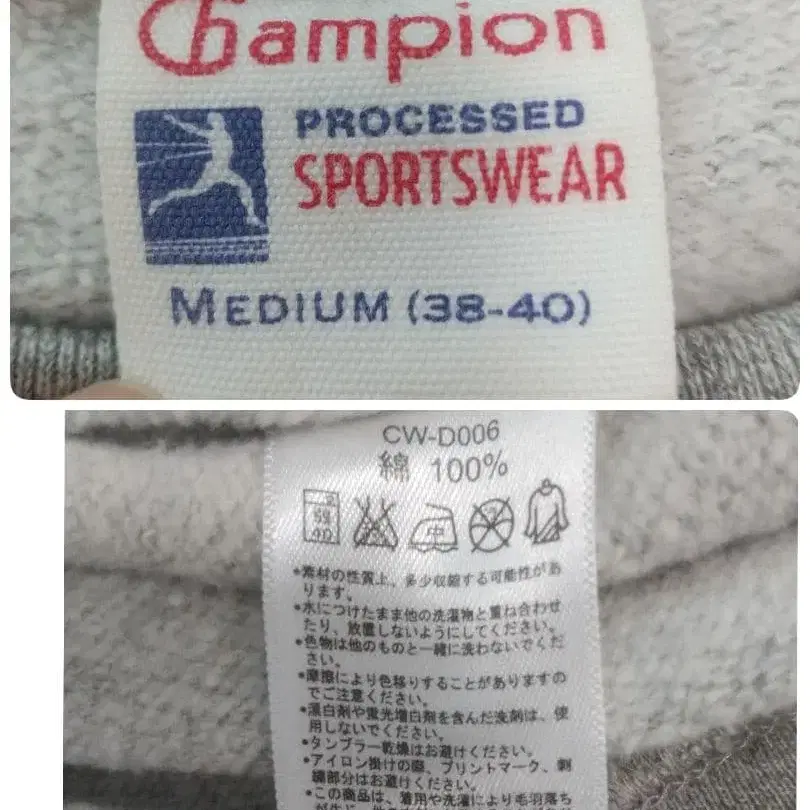 Champion
PROCESSED
SPORTSWEAR
MEDIUM (38-40)
CW-D006
綿 100%
40
中
•素材の性質上、多少収縮する可能性があ
ります。
•水につけたまま他の洗濯物と重ね合わせ
たり、放置しないようにしてください。
•色物は他のものと一緒に洗わないでくだ
さい。
•摩擦により色移りすることがありますの
でご注意ください。
•漂白剤や蛍光増白剤を含んだ洗剤は、使
用しないでください。
•タンブラー乾燥はお避けください。
•アイロン掛けの際、プリントマーク、刺
繍部分はお避けください。
•この商品は、着用や洗濯により毛羽落ち